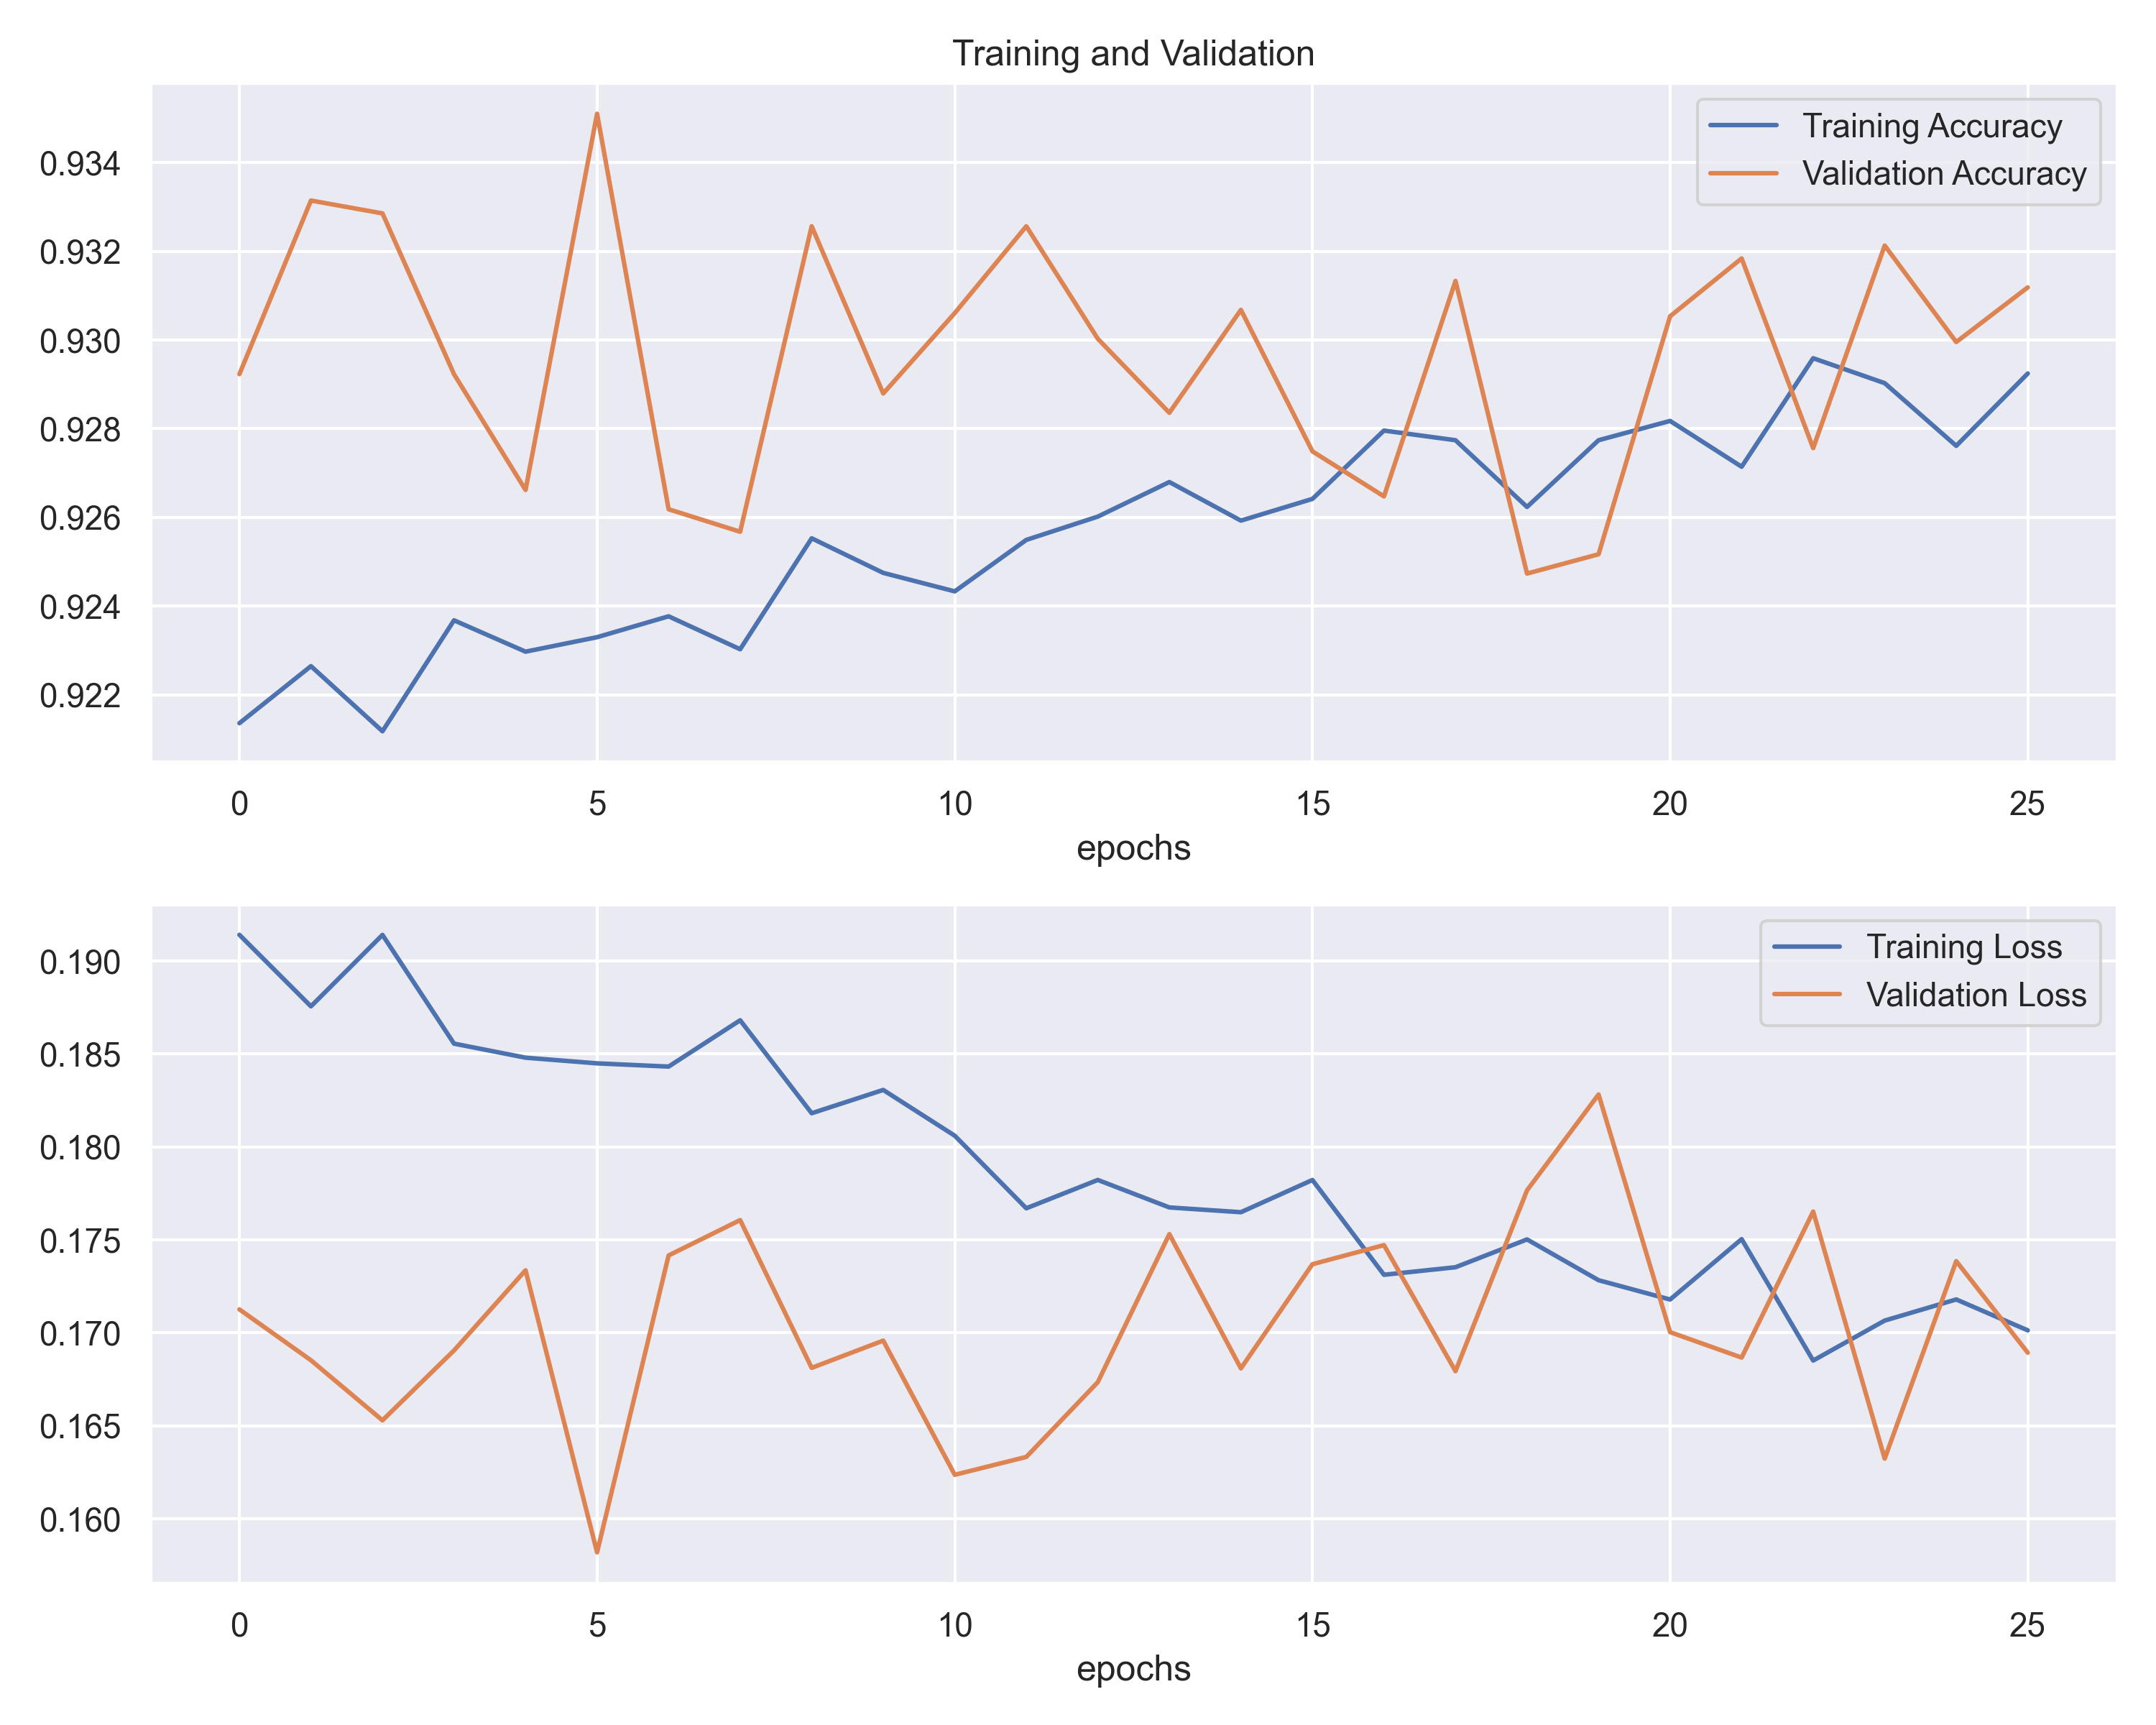 Training and Validation
Training Accuracy
Validation Accuracy
0.934
0.932
0.930
0.928
0.926
0.924
0.922
0 5 10 15 20 25
epochs
Training Loss
Validation Loss
0.190
0.185
0.180
0.175
0.170
0.165
0.160
0 5 10 15 20 25
epochs